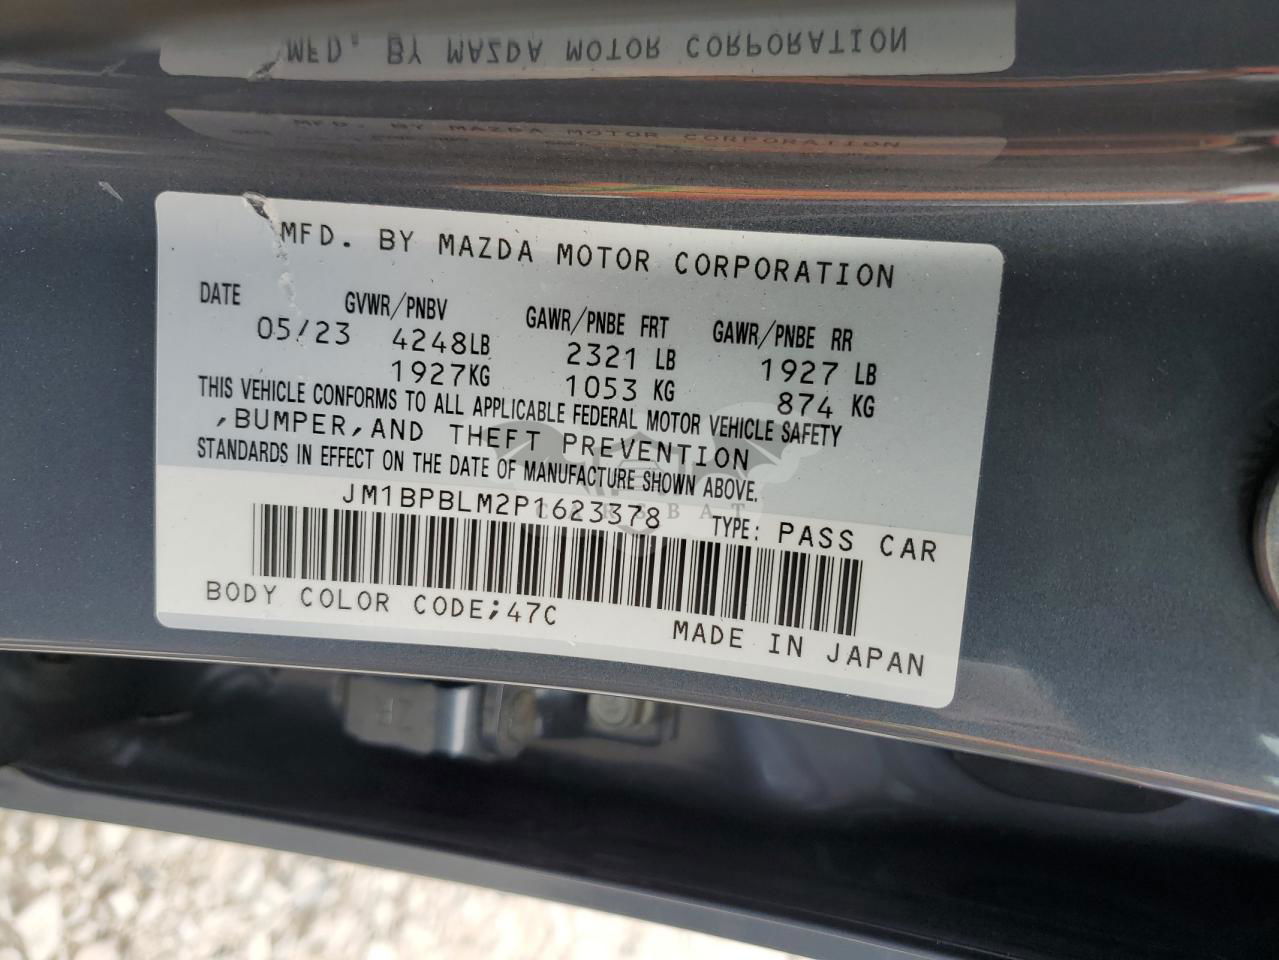 MFD. BY MAZDA MOTOR CORPORATION
MFD. BY MAZDA MOTOR CORPORATION
MFD. BY MAZDA MOTOR CORPORATION
DATE GVWR/PNBV GAWR/PNBE FRT GAWR/PNBE RR
05/23 4248LB 2321 LB 1927 LB
1927KG 1053 KG 874 KG
THIS VEHICLE CONFORMS TO ALL APPLICABLE FEDERAL MOTOR VEHICLE SAFETY
,BUMPER,AND THEFT PREVENTION
STANDARDS IN EFFECT ON THE DATE OF MANUFACTURE SHOWN ABOVE.
JM1BPBLM2P1623378 TYPE: PASS CAR
CARSBAT
BODY COLOR CODE;47C
MADE IN JAPAN